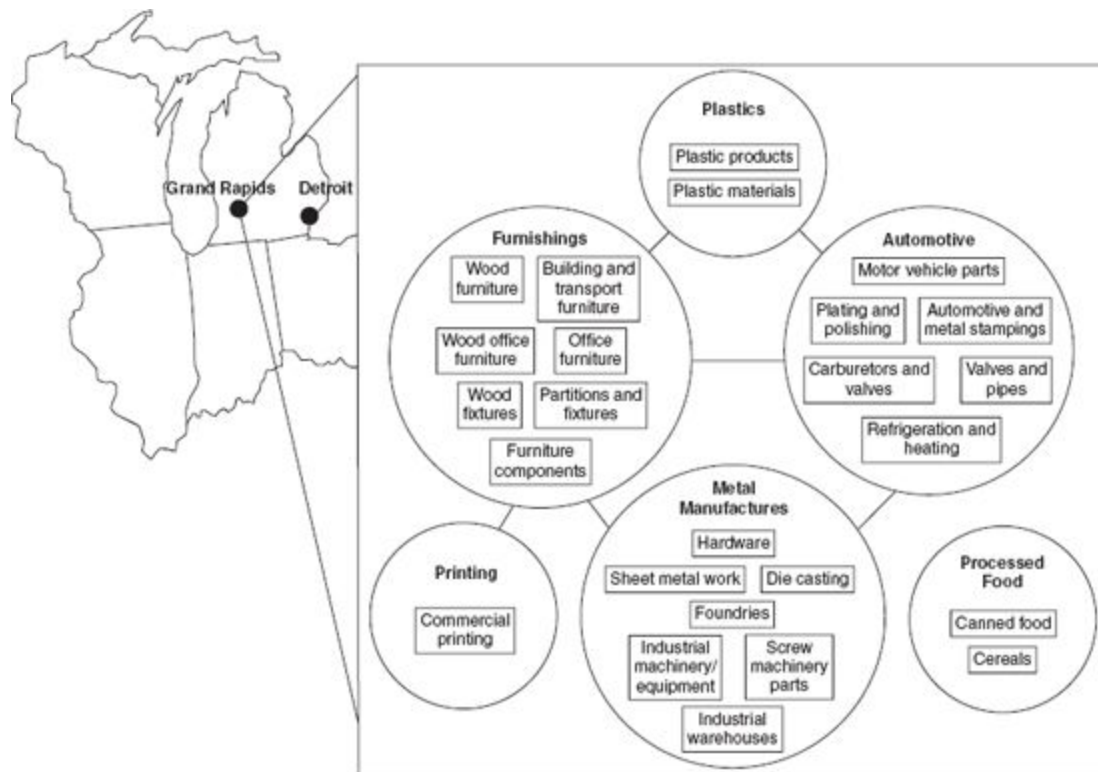 Grand Rapids
Detroit
Plastics
Plastic products
Plastic materials
Furnishings
Wood
furniture
Building and
transport
furniture
Wood office
furniture
Office
furniture
Wood
fixtures
Partitions and
fixtures
Furniture
components
Automotive
Motor vehicle parts
Plating and
polishing
Automotive and
metal stampings
Carburetors and
valves
Valves and
pipes
Refrigeration and
heating
Metal
Manufactures
Hardware
Sheet metal work
Die casting
Foundries
Industrial
machinery/
equipment
Screw
machinery
parts
Industrial
warehouses
Printing
Commercial
printing
Processed
Food
Canned food
Cereals